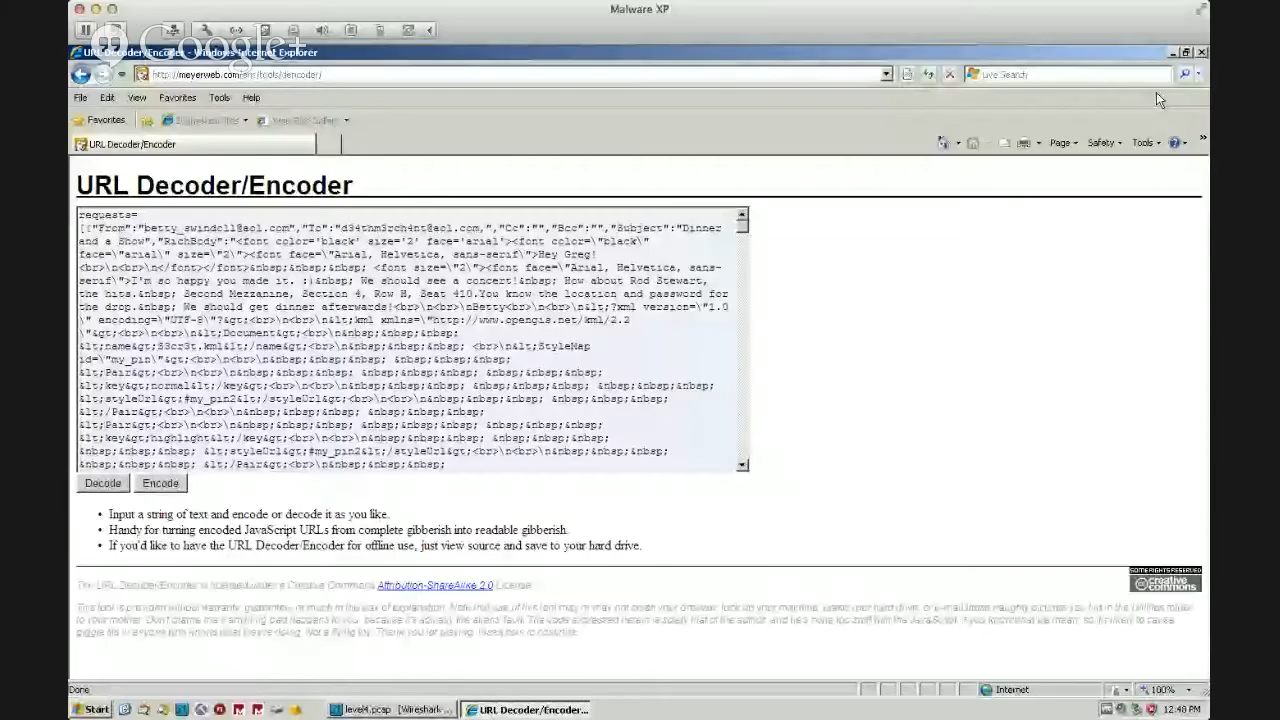 Malware XP
Google+
URL Decoder/Encoder - Windows Internet Explorer
http://meyerweb.com/eric/tools/dencoder/
Live Search
File Edit View Favorites Tools Help
Favorites
URL Decoder/Encoder
Page Safety Tools
URL Decoder/Encoder
requests=
[{"From":"betty_swindoll@aol.com","To":"d34thm3rch4nt@aol.com,","Cc":"","Bcc":"","Subject":"Dinner
and a Show","RichBody":"<font color='black' size='2' face='arial'><font color=\"black\"
face=\"arial\" size=\"2\"><font face=\"Arial, Helvetica, sans-serif\">Hey Greg!
<br>\n<br>\n</font></font>&nbsp;&nbsp;&nbsp; <font size=\"2\"><font face=\"Arial, Helvetica, sans-
serif\">I'm so happy you made it. :)&nbsp; We should see a concert!&nbsp; How about Rod Stewart,
the hits.&nbsp; Second Mezzanine, Section 4, Row H, Seat 410.You know the location and password for
the drop.&nbsp; We should get dinner afterwards!<br><br>\nBetty<br>\n<br>\n&lt;?xml version=\"1.0
\" encoding=\"UTF-8\"?&gt;<br>\n<br>\n&lt;kml xmlns=\"http://www.opengis.net/kml/2.2
\"&gt;<br>\n<br>\n&lt;Document&gt;<br>\n<br>\n&nbsp;&nbsp;&nbsp;
&lt;name&gt;S3cr3t.kml&lt;/name&gt;<br>\n&nbsp;&nbsp;&nbsp; <br>\n&lt;StyleMap
id=\"my_pin\"&gt;<br>\n<br>\n&nbsp;&nbsp;&nbsp; &nbsp;&nbsp;&nbsp;
&lt;Pair&gt;<br>\n<br>\n&nbsp;&nbsp;&nbsp; &nbsp;&nbsp;&nbsp; &nbsp;&nbsp;&nbsp;
&lt;key&gt;normal&lt;/key&gt;<br>\n<br>\n&nbsp;&nbsp;&nbsp; &nbsp;&nbsp;&nbsp; &nbsp;&nbsp;&nbsp;
&lt;styleUrl&gt;#my_pin2&lt;/styleUrl&gt;<br>\n<br>\n&nbsp;&nbsp;&nbsp; &nbsp;&nbsp;&nbsp;
&lt;/Pair&gt;<br>\n<br>\n&nbsp;&nbsp;&nbsp; &nbsp;&nbsp;&nbsp;
&lt;Pair&gt;<br>\n<br>\n&nbsp;&nbsp;&nbsp; &nbsp;&nbsp;&nbsp; &nbsp;&nbsp;&nbsp;
&lt;key&gt;highlight&lt;/key&gt;<br>\n<br>\n&nbsp;&nbsp;&nbsp; &nbsp;&nbsp;&nbsp;
&nbsp;&nbsp;&nbsp; &lt;styleUrl&gt;#my_pin2&lt;/styleUrl&gt;<br>\n<br>\n&nbsp;&nbsp;&nbsp;
&nbsp;&nbsp;&nbsp; &lt;/Pair&gt;<br>\n<br>\n&nbsp;&nbsp;&nbsp;
Decode Encode
• Input a string of text and encode or decode it as you like.
• Handy for turning encoded JavaScript URLs from complete gibberish into readable gibberish.
• If you'd like to have the URL Decoder/Encoder for offline use, just view source and save to your hard drive.
The URL Decoder/Encoder is licensed under a Creative Commons Attribution-ShareAlike 2.0 License.
SOME RIGHTS RESERVED
creative commons
Done
Internet
100%
Start
level4.pcap [Wireshark...
URL Decoder/Encoder...
12:48 PM